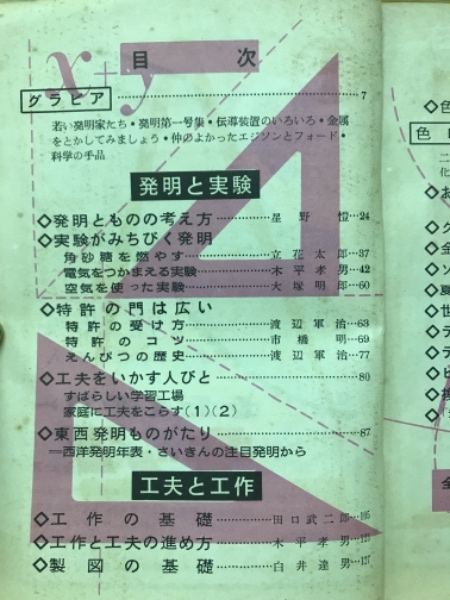 x+y
目次
グラビア…7
若い発明家たち・発明第一号集・伝導装置のいろいろ・金属
をとかしてみましょう・仲のよかったエジソンとフォード・
科学の手品
発明と実験
◇発明とものの考え方…星野 24
◇実験がみちびく発明
角砂糖を燃やす…立花太郎…37
電気をつかまえる実験…木平孝男…42
空気を使った実験…大塚明郎…60
◇特許の門は広い
特許の受け方…渡辺軍治…63
特許のコツ…市橋明…69
えんぴつの歴史…渡辺軍治…77
◇工夫をいかす人びと…80
すばらしい学習工場
家庭に工夫をこらす(1)(2)
◇東西発明ものがたり…87
―西洋発明年表・さいきんの注目発明から
工夫と工作
◇工作の基礎…田口武二郎…105
◇工作と工夫の進め方…木平孝男…
◇製図の基礎…白井達男…